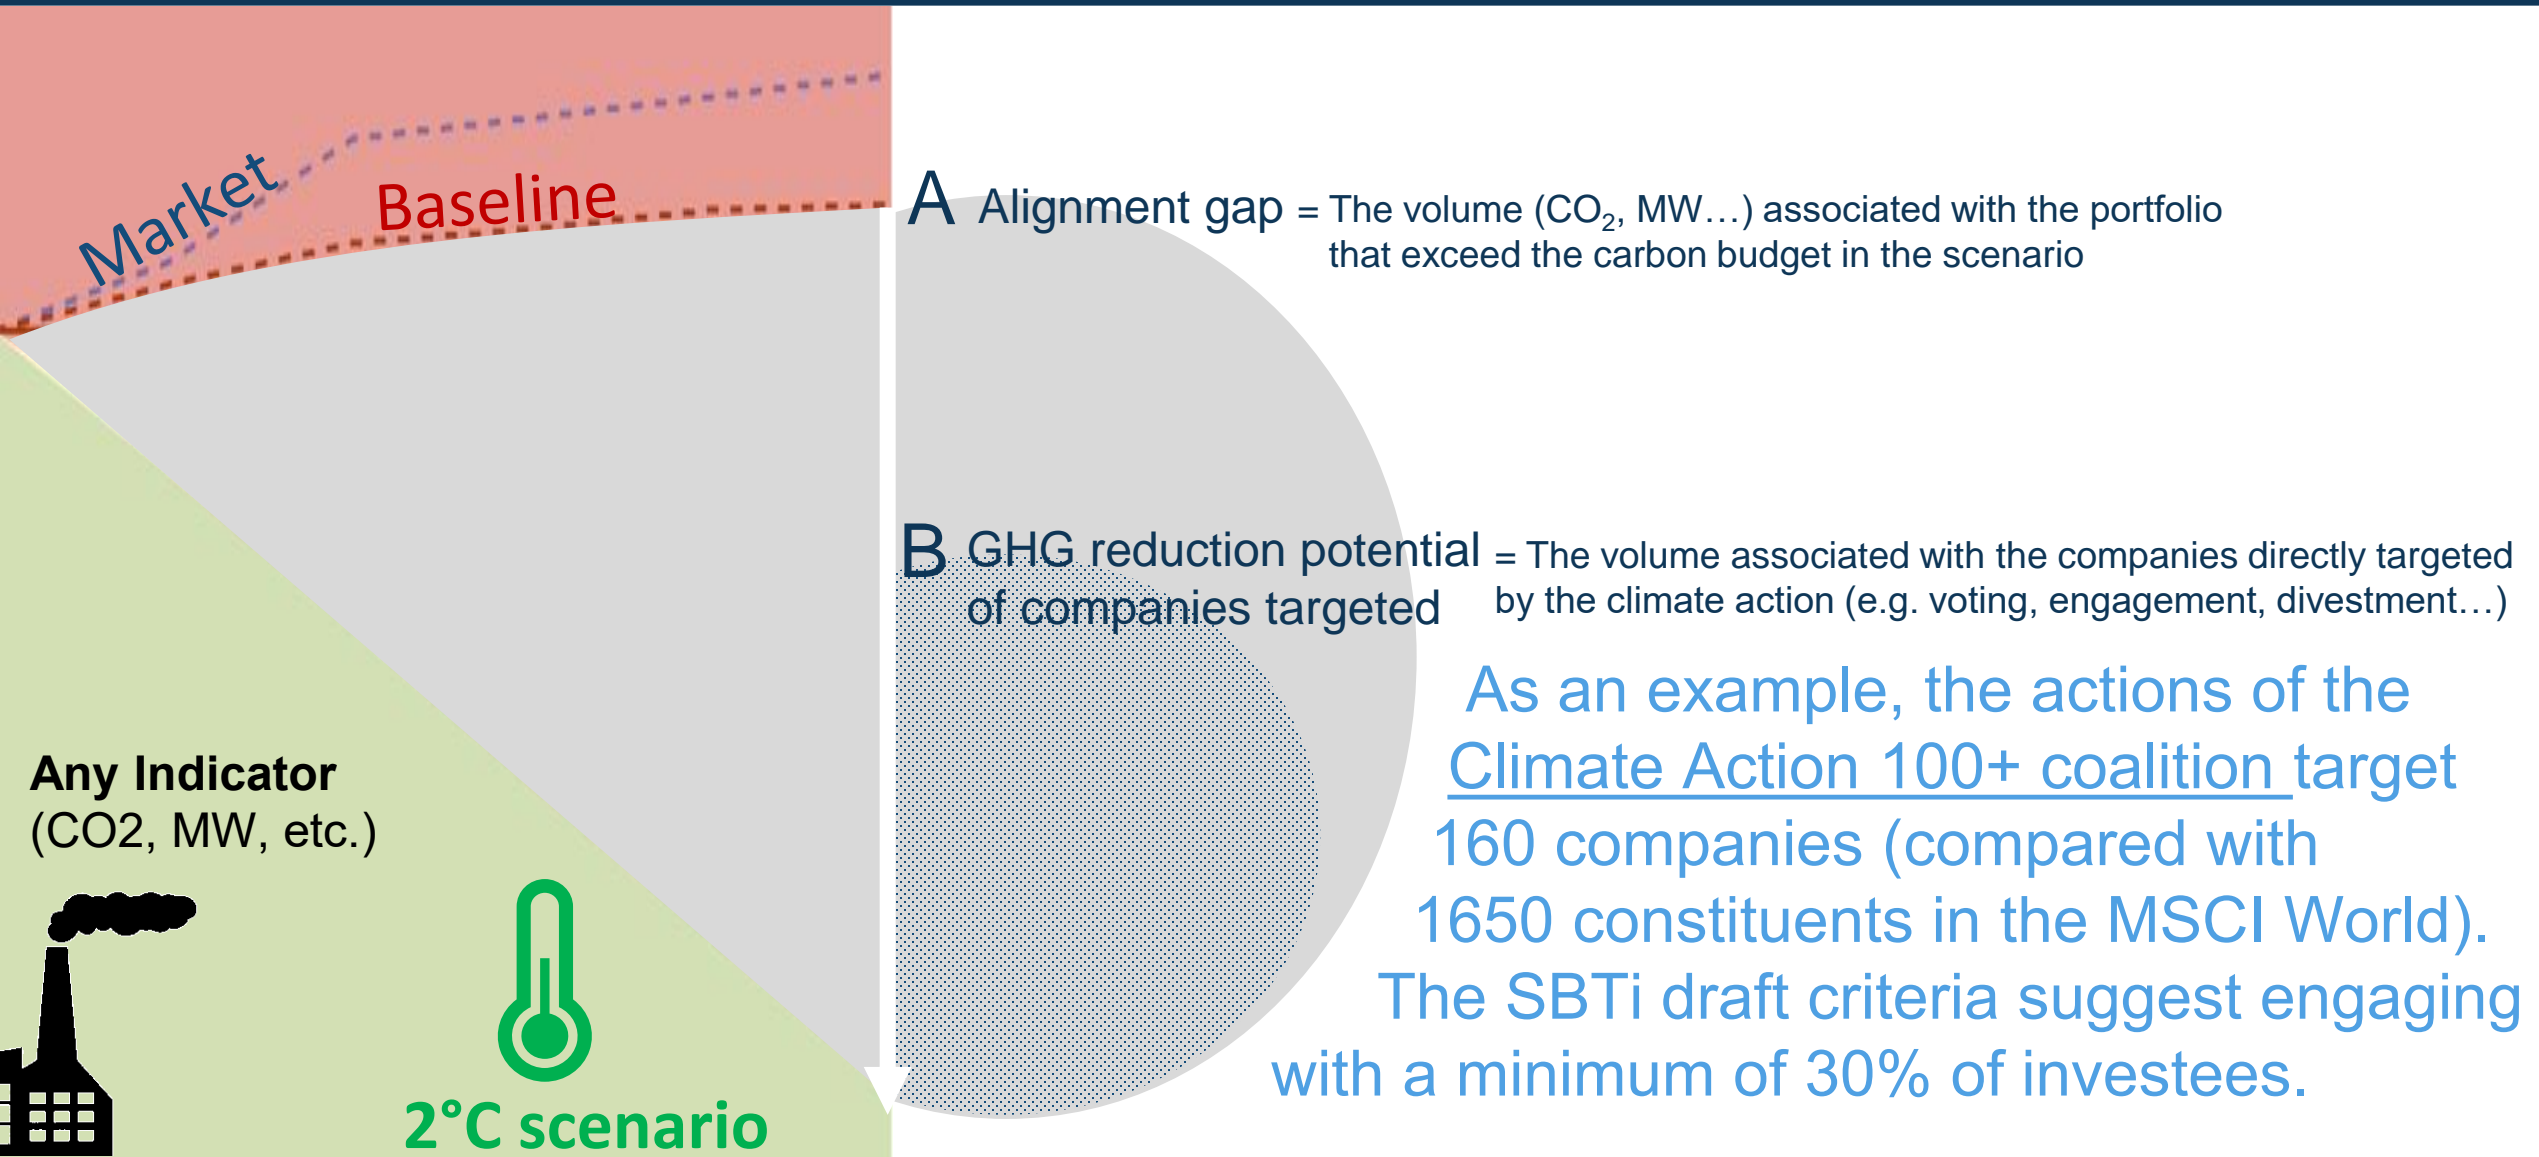 Market
Baseline
A Alignment gap = The volume (CO₂, MW…) associated with the portfolio
that exceed the carbon budget in the scenario
B GHG reduction potential = The volume associated with the companies directly targeted
of companies targeted by the climate action (e.g. voting, engagement, divestment…)
As an example, the actions of the
Climate Action 100+ coalition target
160 companies (compared with
1650 constituents in the MSCI World).
The SBTi draft criteria suggest engaging
with a minimum of 30% of investees.
Any Indicator
(CO2, MW, etc.)
2°C scenario